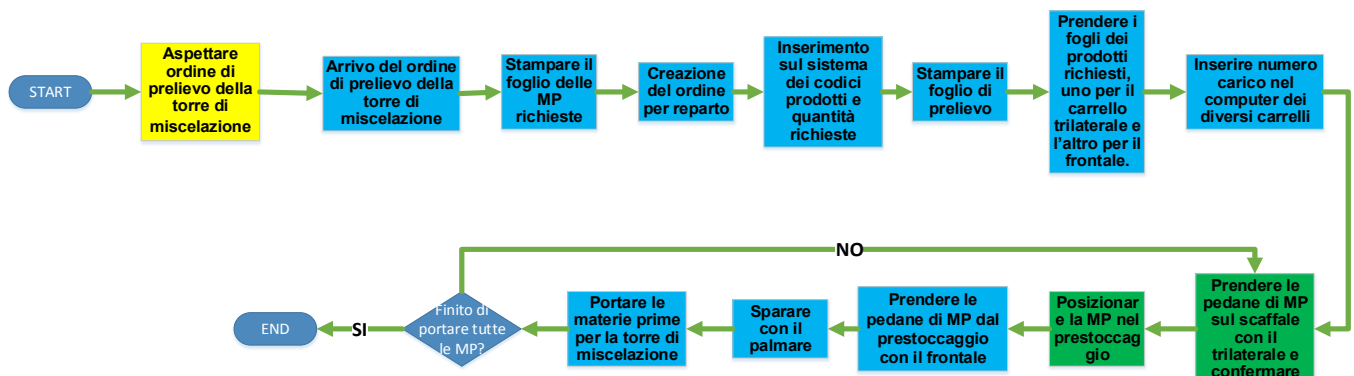 START
Aspettare
ordine di
prelievo della
torre di
miscelazione
Arrivo del ordine
di prelievo della
torre di
miscelazione
Stampare il
foglio delle
MP
richieste
Creazione
del ordine
per reparto
Inserimento
sul sistema
dei codici
prodotti e
quantità
richieste
Stampare il
foglio di
prelievo
Prendere i
fogli dei
prodotti
richiesti,
uno per il
carrello
trilaterale e
l'altro per il
frontale.
Inserire numero
carico nel
computer dei
diversi carrelli
NO
Prendere le
pedane di MP
sul scaffale
con il
trilaterale e
confermare
Posizionar
e la MP nel
prestoccag
gio
Prendere le
pedane di MP dal
prestoccaggio
con il frontale
Sparare
con il
palmare
Portare le
materie prime
per la torre di
miscelazione
Finito di
portare tutte
le MP?
SI
END